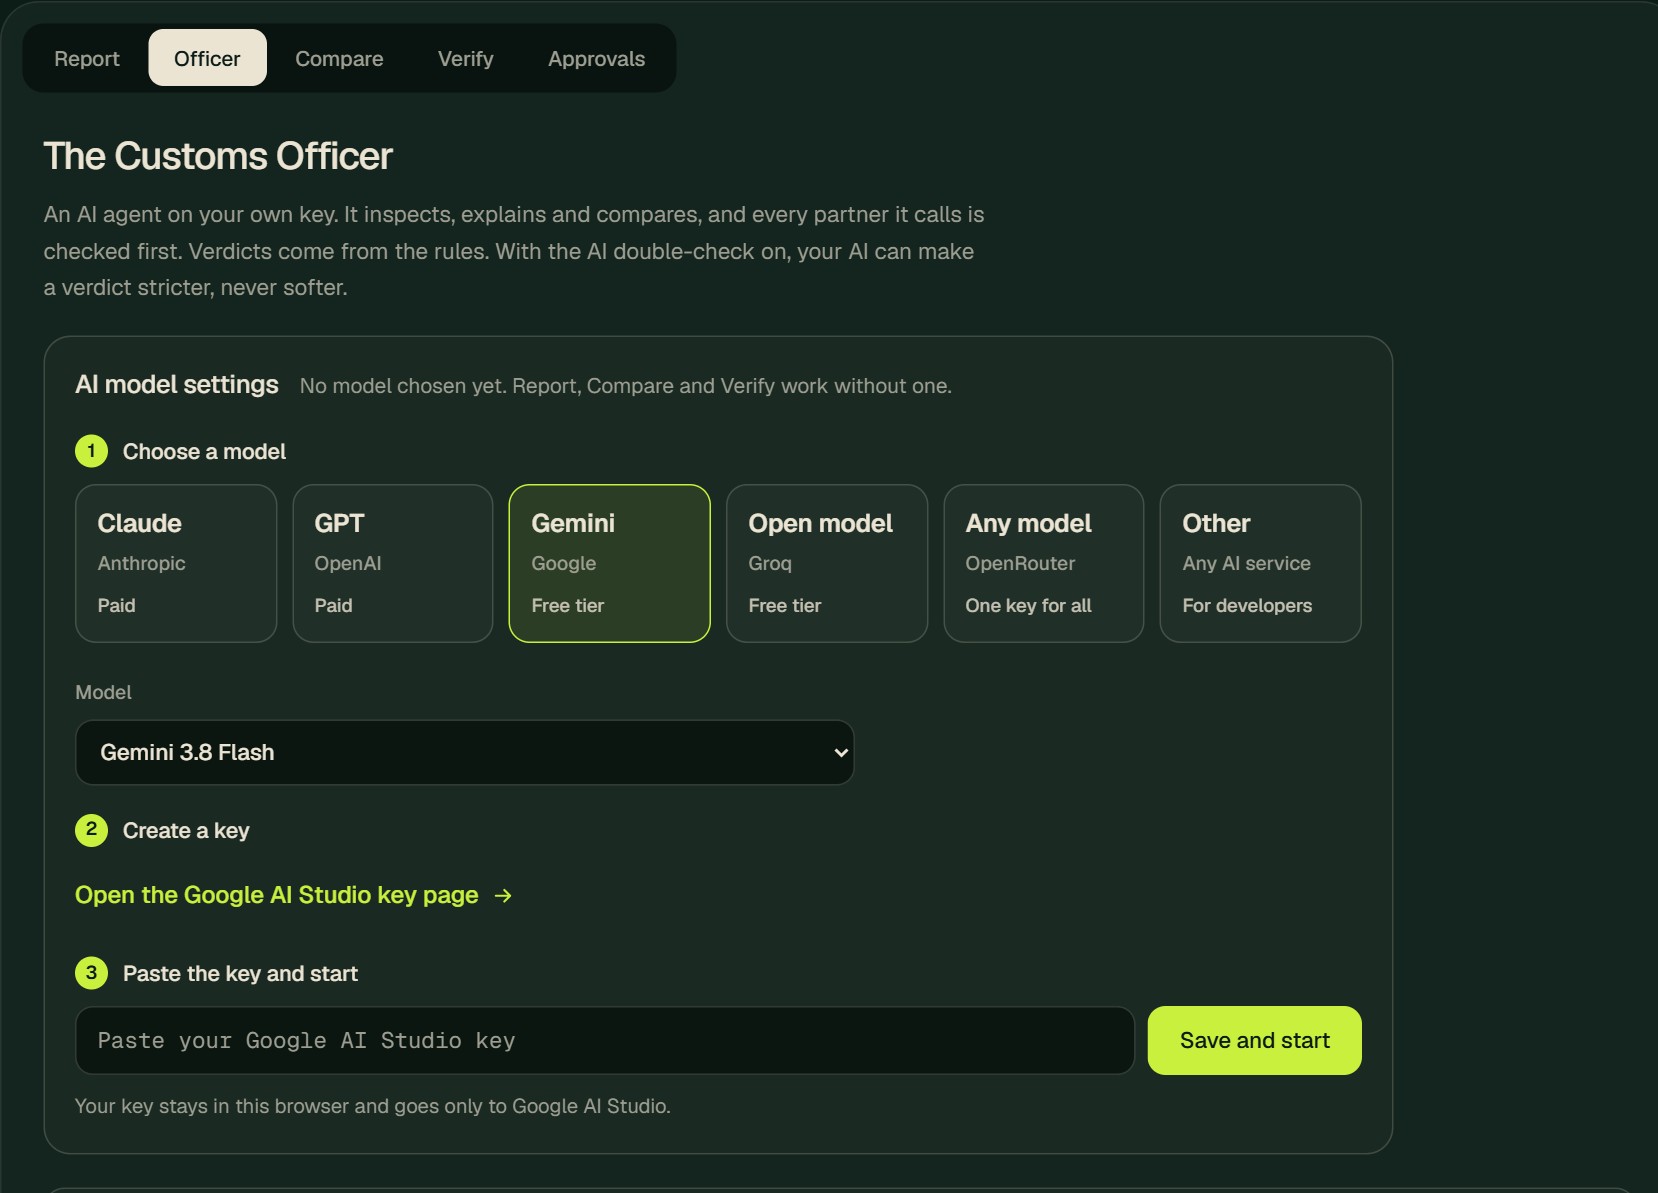 Report Officer Compare Verify Approvals
The Customs Officer
An AI agent on your own key. It inspects, explains and compares, and every partner it calls is
checked first. Verdicts come from the rules. With the AI double-check on, your AI can make
a verdict stricter, never softer.
AI model settings No model chosen yet. Report, Compare and Verify work without one.
1 Choose a model
Claude
Anthropic
Paid
GPT
OpenAI
Paid
Gemini
Google
Free tier
Open model
Groq
Free tier
Any model
OpenRouter
One key for all
Other
Any AI service
For developers
Model
Gemini 3.8 Flash
2 Create a key
Open the Google AI Studio key page →
3 Paste the key and start
Paste your Google AI Studio key
Save and start
Your key stays in this browser and goes only to Google AI Studio.